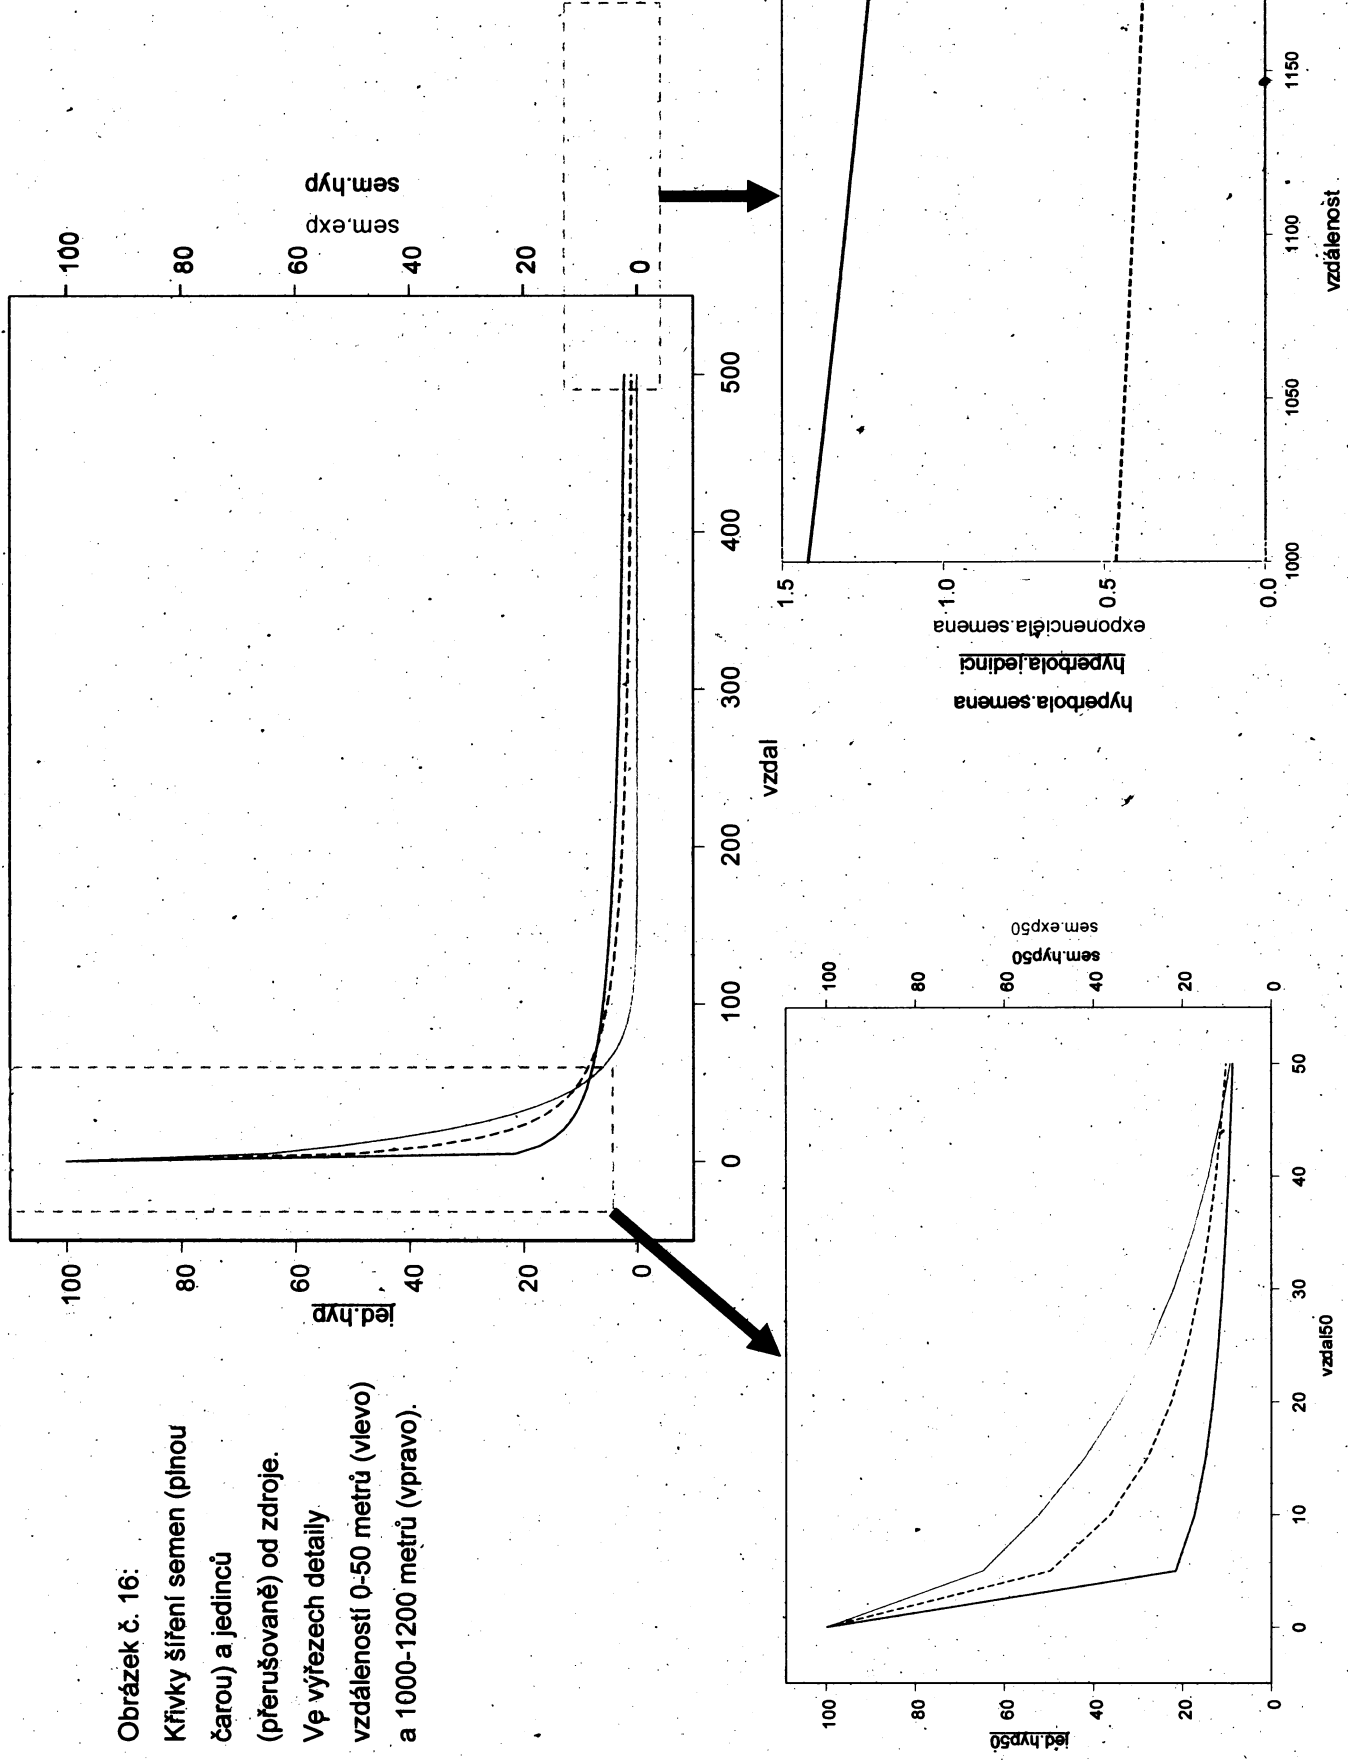 Obrázek č. 16:
Křivky šíření semen (plnou
čarou) a jedinců
(přerušovaně) od zdroje.
Ve výřezech detaily
vzdáleností 0-50 metrů (vlevo)
a 1000-1200 metrů (vpravo).
jed.hyp
100
80
60
40
20
0
0
100
200
300
400
500
vzdal
100
80
60
40
20
0
sem.exp
sem.hyp
jed.hyp50
100
80
60
40
20
0
0
10
20
30
40
50
vzdal50
100
80
60
40
20
0
sem.hyp50
sem.exp50
hyperbola.semena
hyperbola.jedinci
exponenciela.semena
1.5
1.0
0.5
0.0
1000
1050
1100
1150
vzdálenost